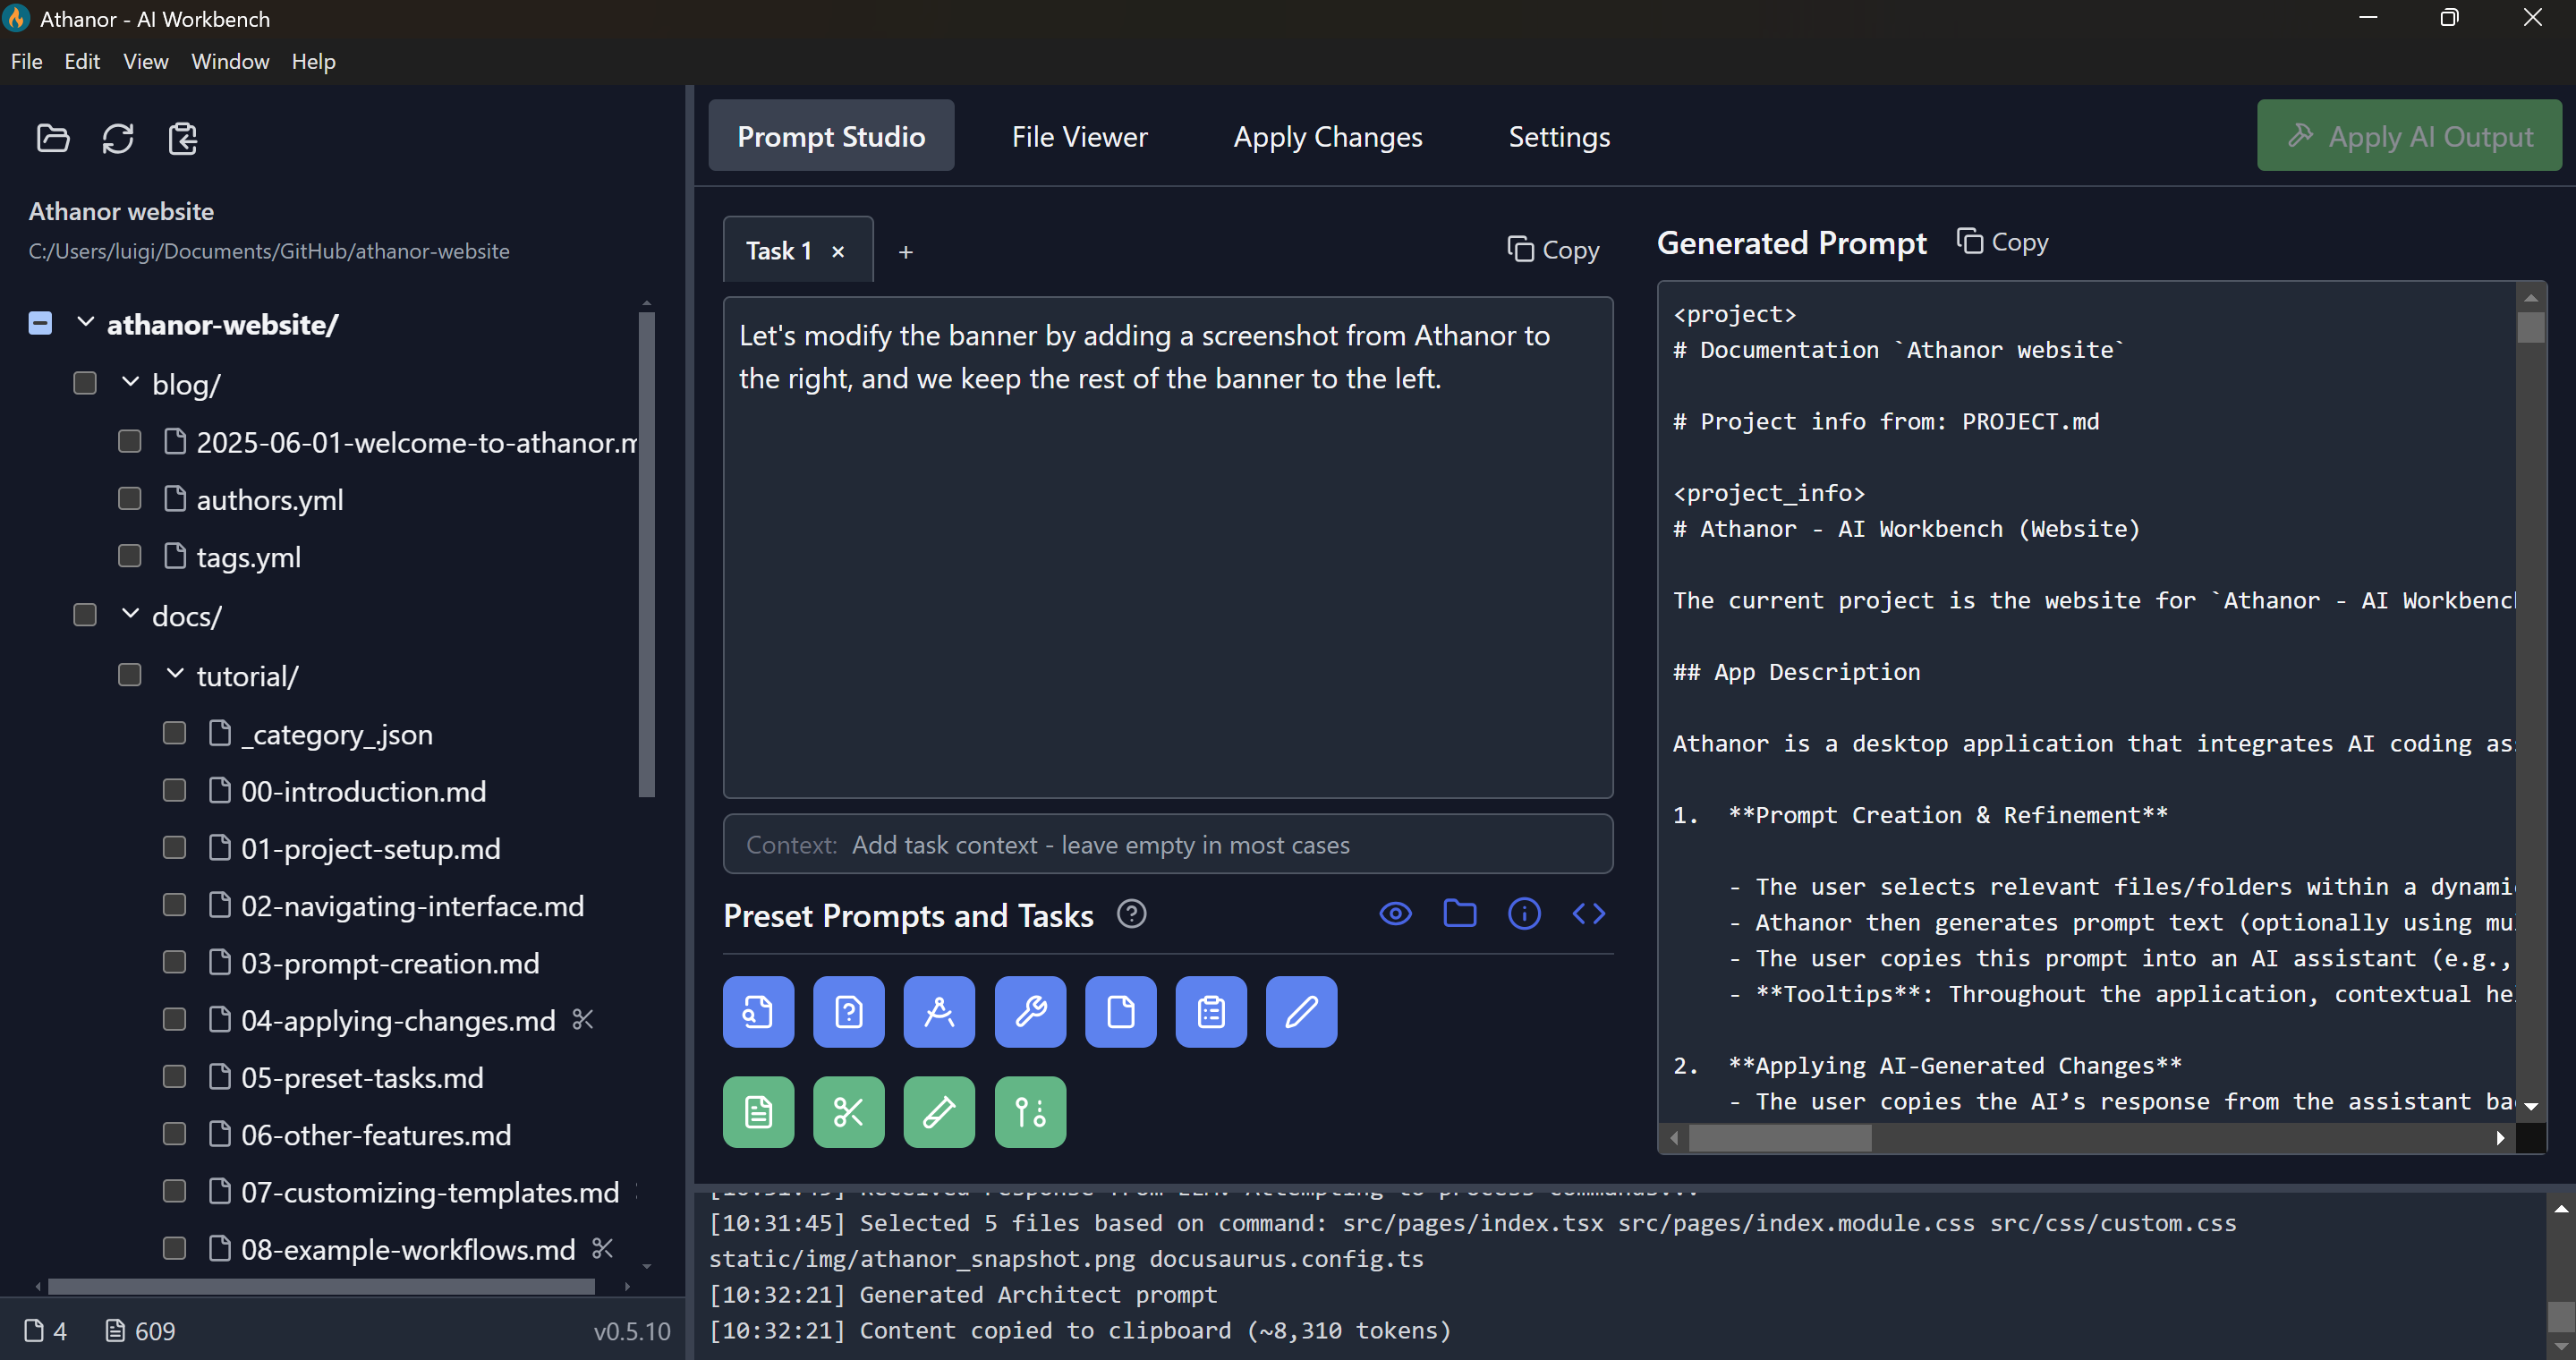 Athanor - AI Workbench
File Edit View Window Help
Athanor website
C:/Users/luigi/Documents/GitHub/athanor-website
athanor-website/
blog/
2025-06-01-welcome-to-athanor.m
authors.yml
tags.yml
docs/
tutorial/
_category_.json
00-introduction.md
01-project-setup.md
02-navigating-interface.md
03-prompt-creation.md
04-applying-changes.md
05-preset-tasks.md
06-other-features.md
07-customizing-templates.md
08-example-workflows.md
4 609 v0.5.10
Prompt Studio File Viewer Apply Changes Settings Apply AI Output
Task 1 × + Copy
Let's modify the banner by adding a screenshot from Athanor to
the right, and we keep the rest of the banner to the left.
Context: Add task context - leave empty in most cases
Preset Prompts and Tasks
Generated Prompt Copy
<project>
# Documentation `Athanor website`
# Project info from: PROJECT.md
<project_info>
# Athanor - AI Workbench (Website)
The current project is the website for `Athanor - AI Workbench
## App Description
Athanor is a desktop application that integrates AI coding as
1. **Prompt Creation & Refinement**
- The user selects relevant files/folders within a dynami
- Athanor then generates prompt text (optionally using mu
- The user copies this prompt into an AI assistant (e.g.,
- **Tooltips**: Throughout the application, contextual he
2. **Applying AI-Generated Changes**
- The user copies the AI’s response from the assistant ba
[10:31:45] Received response from LLM. Attempting to process commands...
[10:31:45] Selected 5 files based on command: src/pages/index.tsx src/pages/index.module.css src/css/custom.css
static/img/athanor_snapshot.png docusaurus.config.ts
[10:32:21] Generated Architect prompt
[10:32:21] Content copied to clipboard (~8,310 tokens)